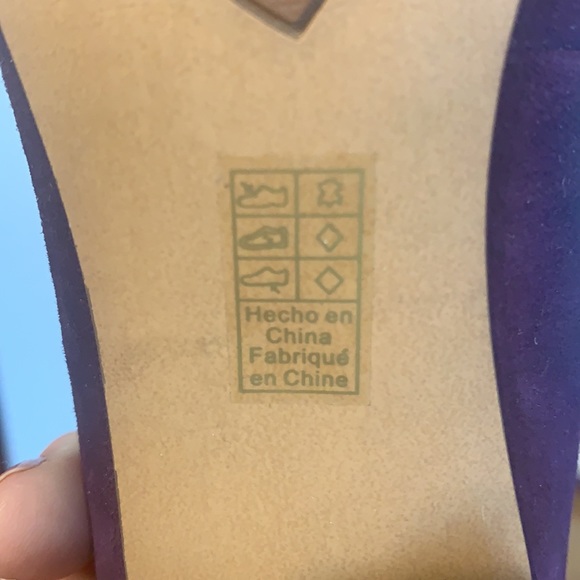 Hecho en
China
Fabriqué
en Chine